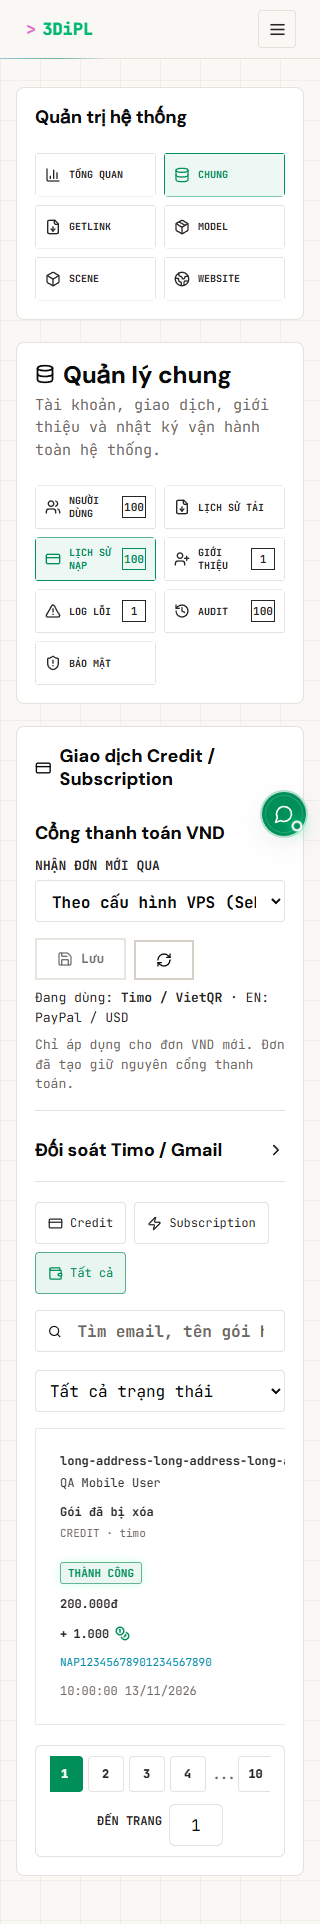 > 3DiPL
Quản trị hệ thống
TỔNG QUAN
CHUNG
GETLINK
MODEL
SCENE
WEBSITE
Quản lý chung
Tài khoản, giao dịch, giới
thiệu và nhật ký vận hành
toàn hệ thống.
NGƯỜI
DÙNG
100
LỊCH SỬ TẢI
LỊCH SỬ
NẠP
100
GIỚI
THIỆU
1
LOG LỖI
1
AUDIT
100
BẢO MẬT
Giao dịch Credit /
Subscription
Cổng thanh toán VND
NHẬN ĐƠN MỚI QUA
Theo cấu hình VPS (Sel
Lưu
Đang dùng: Timo / VietQR · EN:
PayPal / USD
Chỉ áp dụng cho đơn VND mới. Đơn
đã tạo giữ nguyên cổng thanh
toán.
Đối soát Timo / Gmail
Credit
Subscription
Tất cả
Tìm email, tên gói h
Tất cả trạng thái
long-address-long-address-long-a
QA Mobile User
Gói đã bị xóa
CREDIT · timo
THÀNH CÔNG
200.000đ
+ 1.000
NAP12345678901234567890
10:00:00 13/11/2026
1 2 3 4 ... 10
ĐẾN TRANG 1